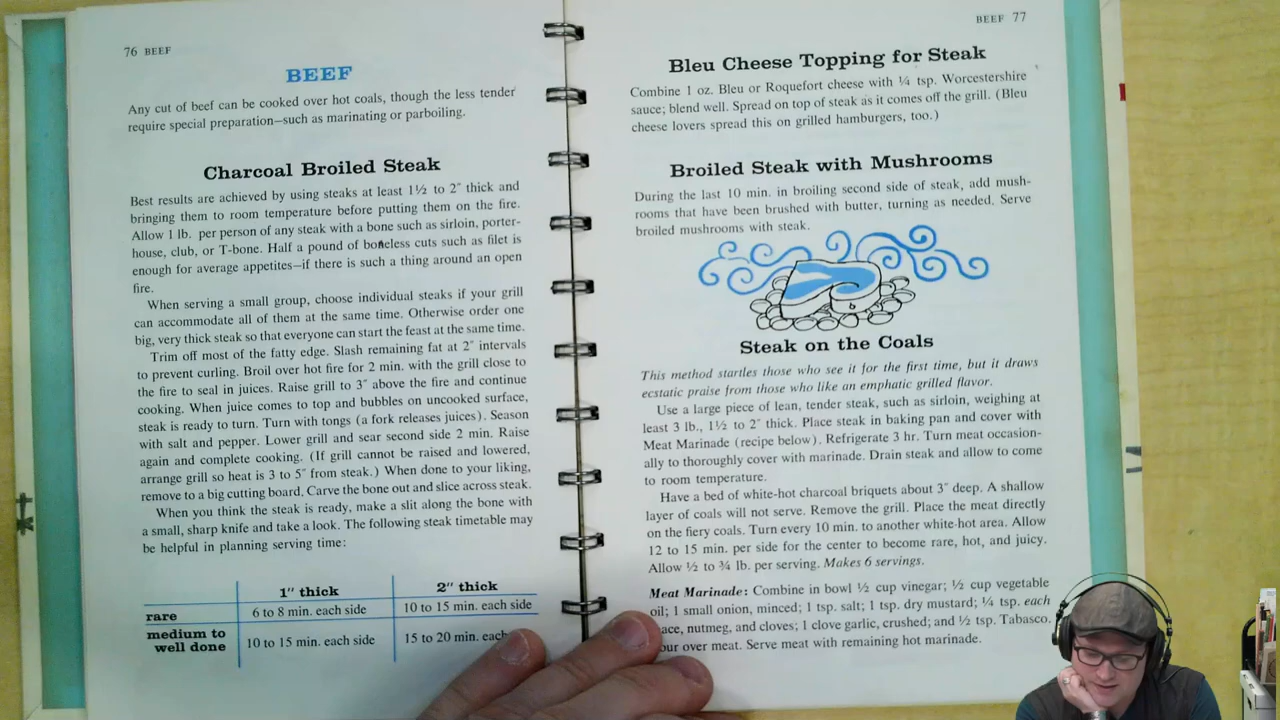 76 BEEF
BEEF
Any cut of beef can be cooked over hot coals, though the less tender
require special preparation—such as marinating or parboiling.
Charcoal Broiled Steak
Best results are achieved by using steaks at least 1½ to 2″ thick and
bringing them to room temperature before putting them on the fire.
Allow 1 lb. per person of any steak with a bone such as sirloin, porter-
house, club, or T-bone. Half a pound of boneless cuts such as filet is
enough for average appetites—if there is such a thing around an open
fire.
When serving a small group, choose individual steaks if your grill
can accommodate all of them at the same time. Otherwise order one
big, very thick steak so that everyone can start the feast at the same time.
Trim off most of the fatty edge. Slash remaining fat at 2″ intervals
to prevent curling. Broil over hot fire for 2 min. with the grill close to
the fire to seal in juices. Raise grill to 3″ above the fire and continue
cooking. When juice comes to top and bubbles on uncooked surface,
steak is ready to turn. Turn with tongs (a fork releases juices). Season
with salt and pepper. Lower grill and sear second side 2 min. Raise
again and complete cooking. (If grill cannot be raised and lowered,
arrange grill so heat is 3 to 5″ from steak.) When done to your liking,
remove to a big cutting board. Carve the bone out and slice across steak.
When you think the steak is ready, make a slit along the bone with
a small, sharp knife and take a look. The following steak timetable may
be helpful in planning serving time:
1″ thick 2″ thick
rare 6 to 8 min. each side 10 to 15 min. each side
medium to
well done 10 to 15 min. each side 15 to 20 min. each
BEEF 77
Bleu Cheese Topping for Steak
Combine 1 oz. Bleu or Roquefort cheese with ¼ tsp. Worcestershire
sauce; blend well. Spread on top of steak as it comes off the grill. (Bleu
cheese lovers spread this on grilled hamburgers, too.)
Broiled Steak with Mushrooms
During the last 10 min. in broiling second side of steak, add mush-
rooms that have been brushed with butter, turning as needed. Serve
broiled mushrooms with steak.
Steak on the Coals
This method startles those who see it for the first time, but it draws
ecstatic praise from those who like an emphatic grilled flavor.
Use a large piece of lean, tender steak, such as sirloin, weighing at
least 3 lb., 1½ to 2″ thick. Place steak in baking pan and cover with
Meat Marinade (recipe below). Refrigerate 3 hr. Turn meat occasion-
ally to thoroughly cover with marinade. Drain steak and allow to come
to room temperature.
Have a bed of white-hot charcoal briquets about 3″ deep. A shallow
layer of coals will not serve. Remove the grill. Place the meat directly
on the fiery coals. Turn every 10 min. to another white-hot area. Allow
12 to 15 min. per side for the center to become rare, hot, and juicy.
Allow ½ to ¾ lb. per serving. Makes 6 servings.
Meat Marinade: Combine in bowl ½ cup vinegar; ½ cup vegetable
oil; 1 small onion, minced; 1 tsp. salt; 1 tsp. dry mustard; ¼ tsp. each
ace, nutmeg, and cloves; 1 clove garlic, crushed; and ½ tsp. Tabasco.
our over meat. Serve meat with remaining hot marinade.